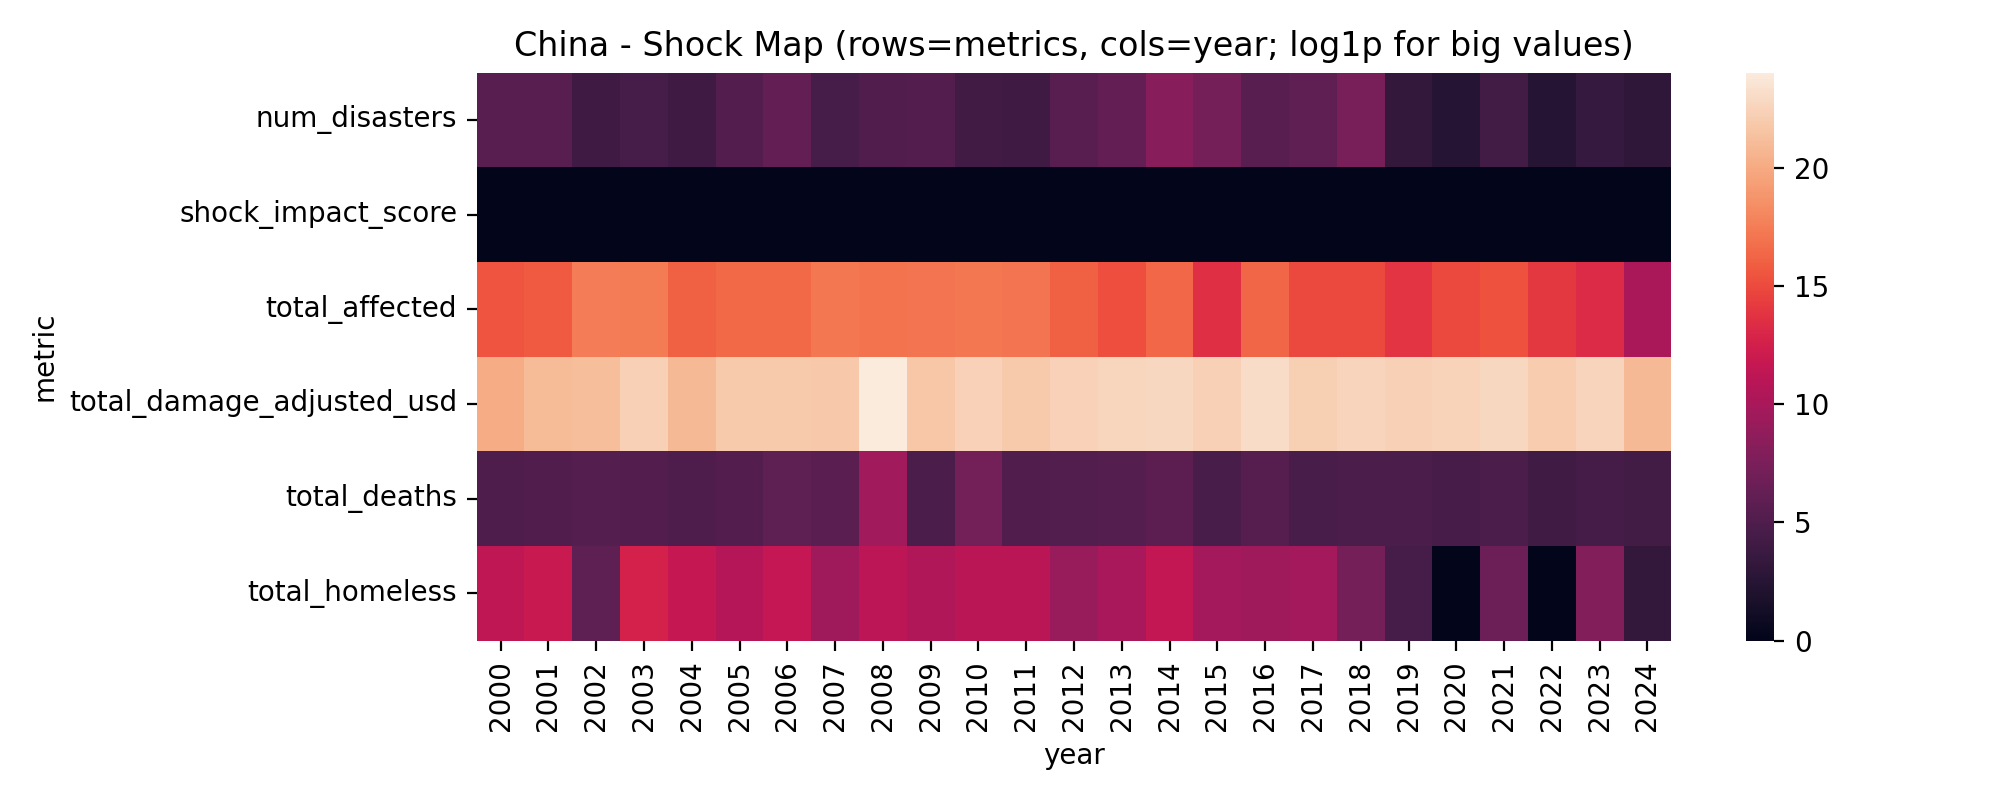 China - Shock Map (rows=metrics, cols=year; log1p for big values)
metric
num_disasters
shock_impact_score
total_affected
total_damage_adjusted_usd
total_deaths
total_homeless
2000 2001 2002 2003 2004 2005 2006 2007 2008 2009 2010 2011 2012 2013 2014 2015 2016 2017 2018 2019 2020 2021 2022 2023 2024
year
20
15
10
5
0